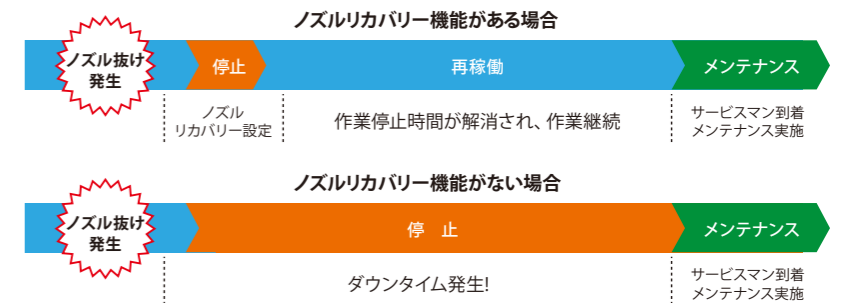 ノズルリカバリー機能がある場合
ノズル抜け
発生
停止
再稼働
メンテナンス
ノズル
リカバリー設定
作業停止時間が解消され、作業継続
サービスマン到着
メンテナンス実施
ノズルリカバリー機能がない場合
ノズル抜け
発生
停 止
メンテナンス
ダウンタイム発生!
サービスマン到着
メンテナンス実施